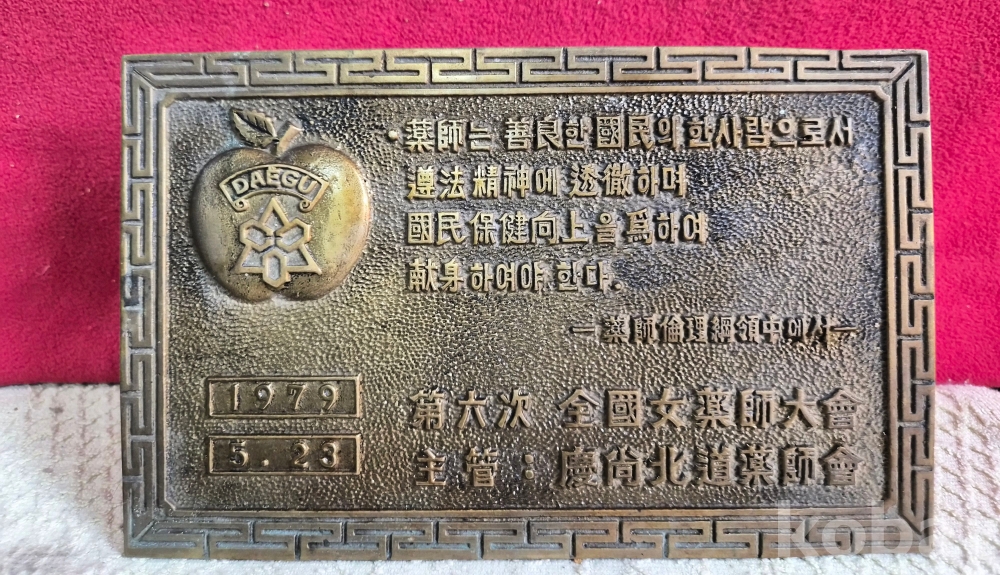 DAEGU
· 藥師는 善良한 國民의 한사람으로서
遵法精神에 透徹하며
國民保健向上을 爲하여
献身하여야 한다.
— 藥師倫理綱領中에서 —
1979
5.23
第六次 全國女藥師大會
主管 : 慶尙北道藥師會
koba